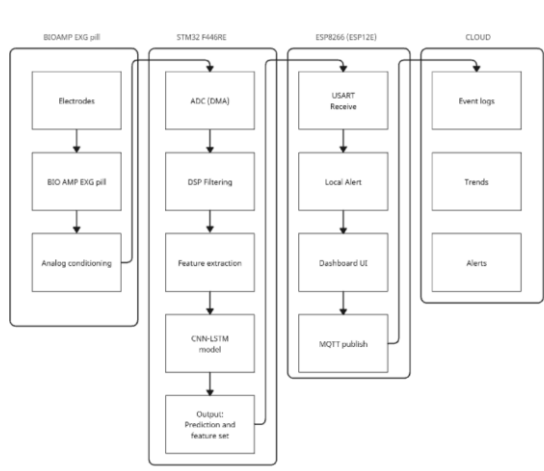 BIOAMP EXG pill
Electrodes
BIO AMP EXG pill
Analog conditioning
STM32 F446RE
ADC (DMA)
DSP Filtering
Feature extraction
CNN-LSTM
model
Output:
Prediction and
feature set
ESP8266 (ESP12E)
USART
Receive
Local Alert
Dashboard UI
MQTT publish
CLOUD
Event logs
Trends
Alerts